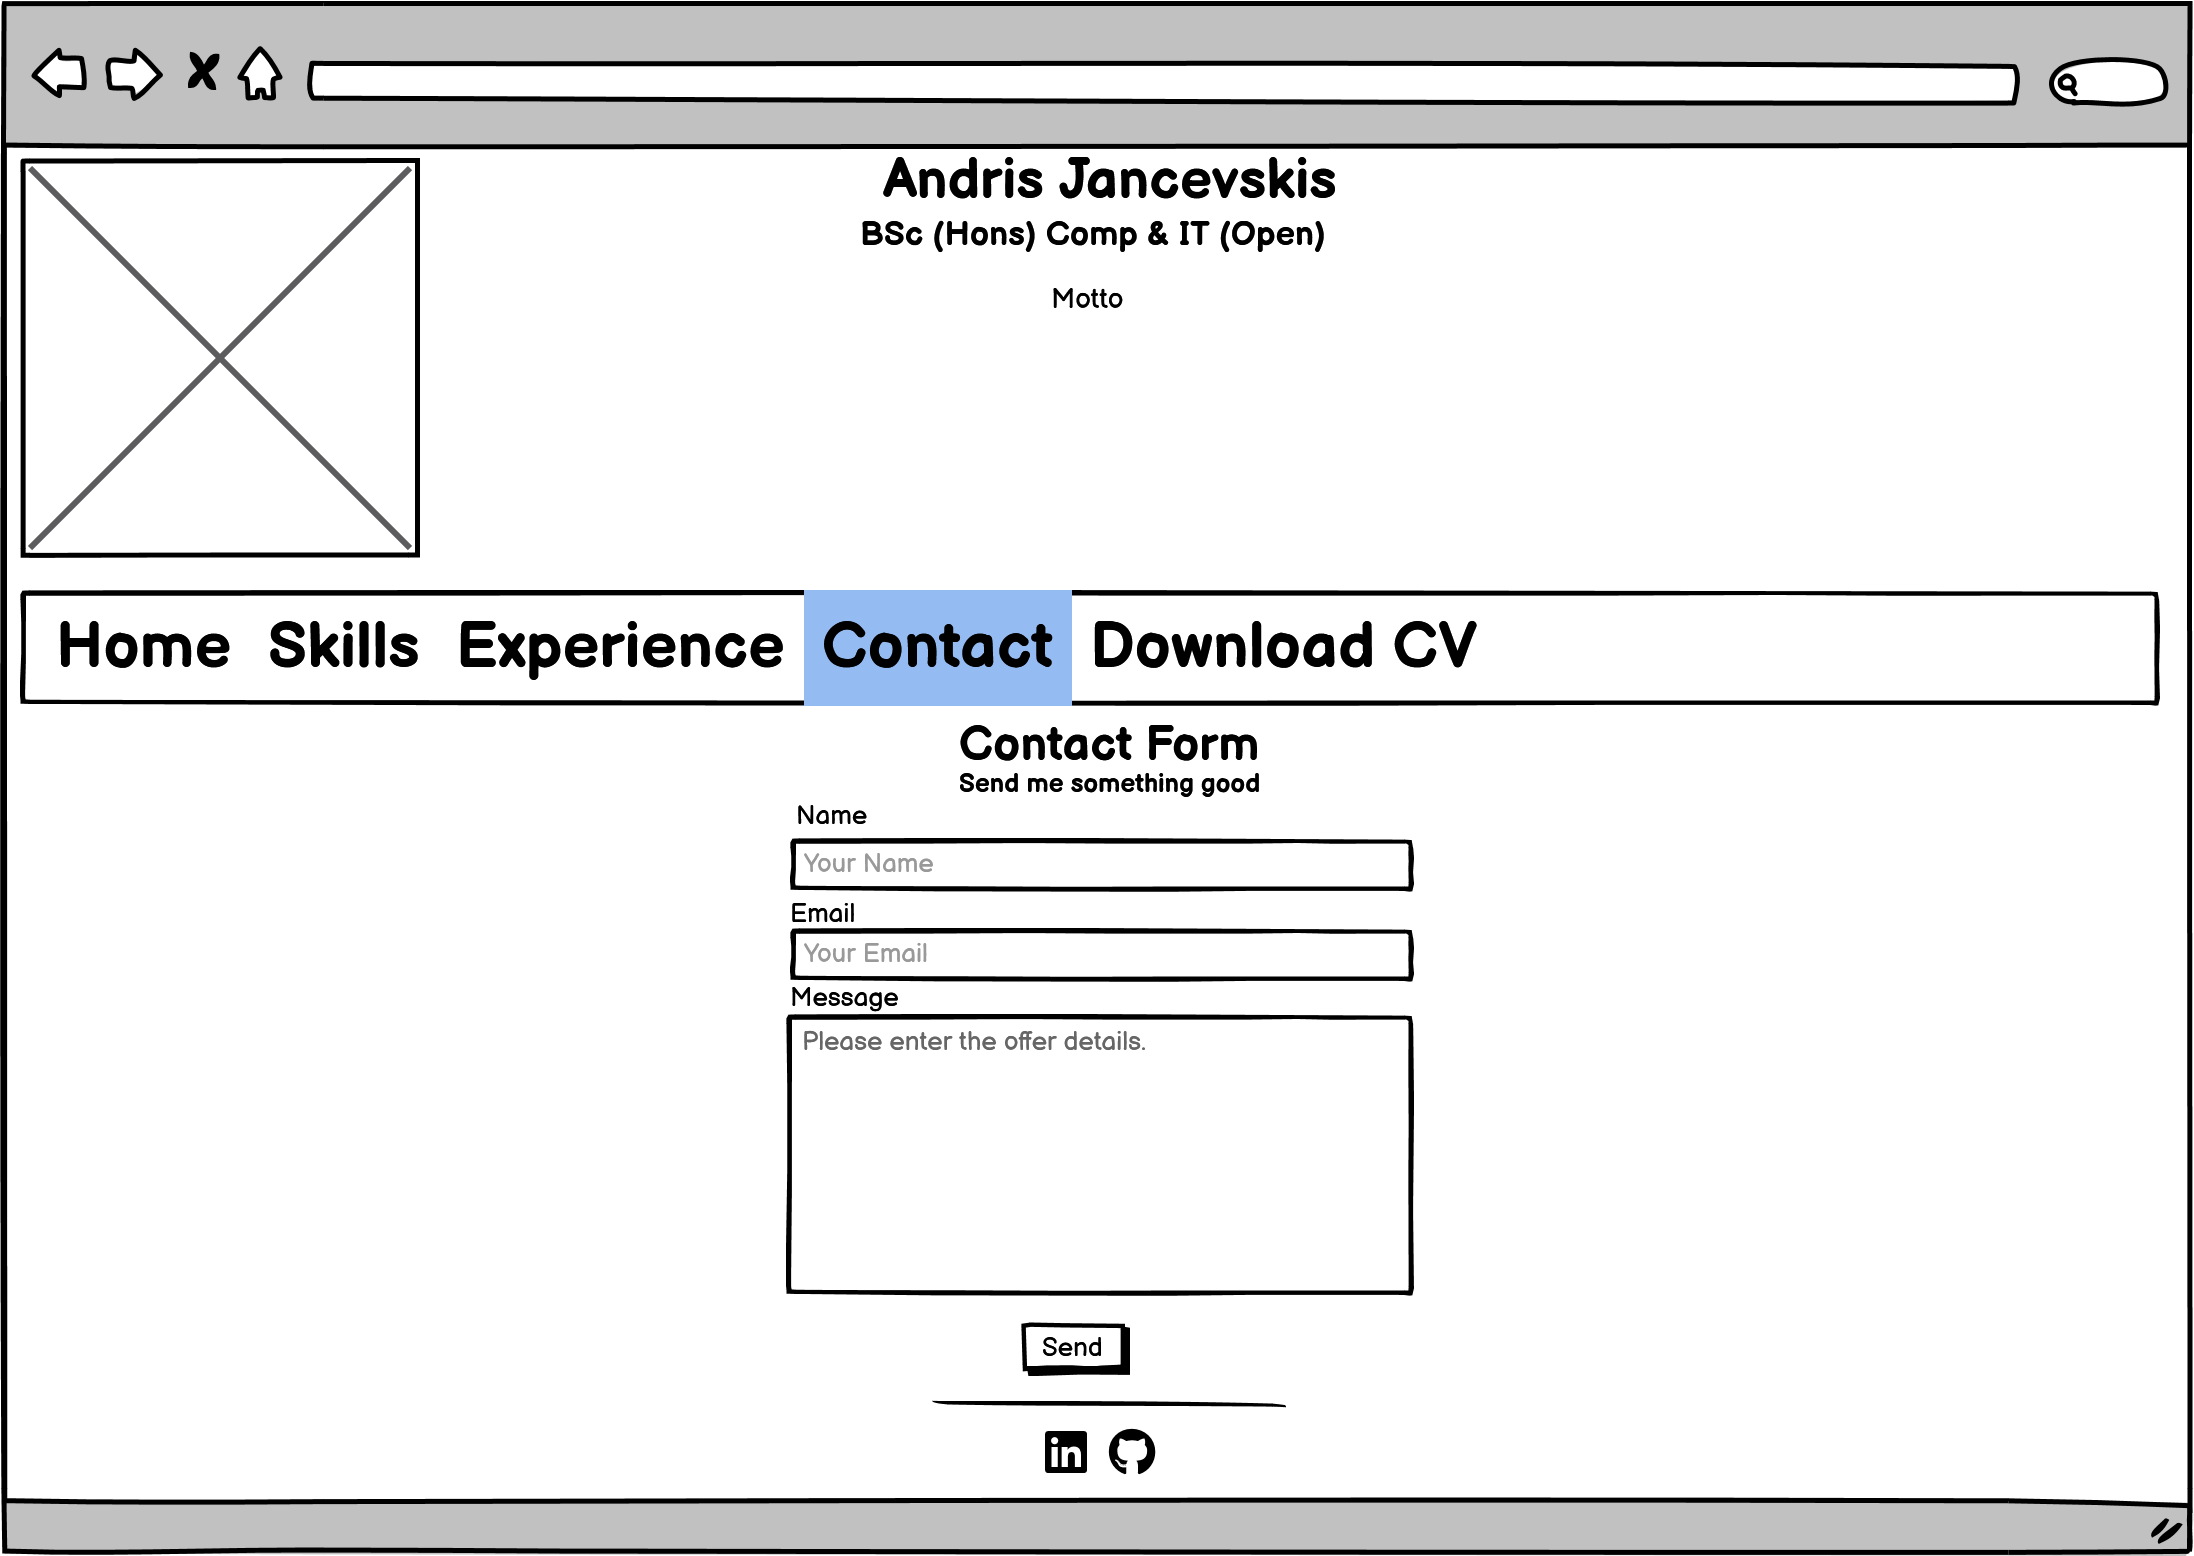 Andris Jancevskis
BSc (Hons) Comp & IT (Open)
Motto
Home Skills Experience Contact Download CV
Contact Form
Send me something good
Name
Your Name
Email
Your Email
Message
Please enter the offer details.
Send
in